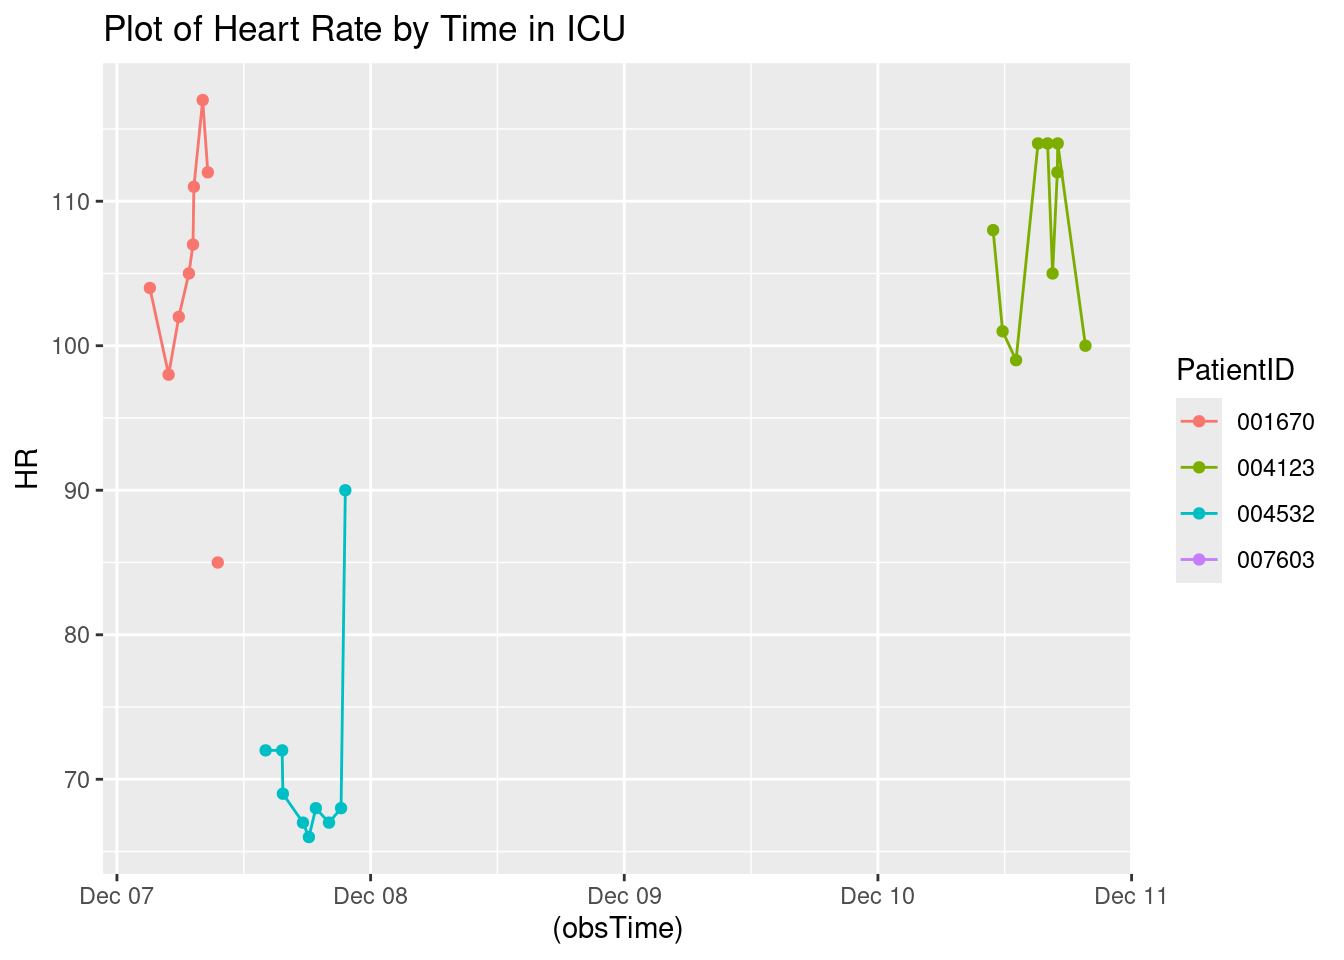 Plot of Heart Rate by Time in ICU
110
100
90
80
70
HR
Dec 07 Dec 08 Dec 09 Dec 10 Dec 11
(obsTime)
PatientID
001670
004123
004532
007603